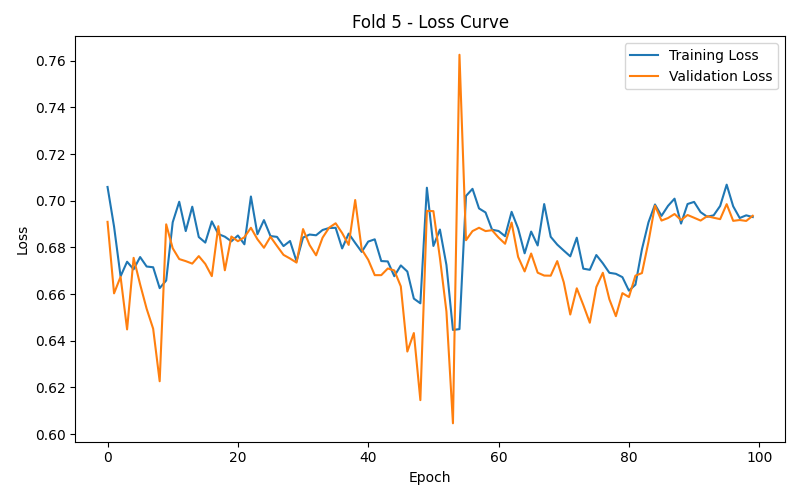 Fold 5 - Loss Curve
Training Loss
Validation Loss
0.76
0.74
0.72
0.70
0.68
0.66
0.64
0.62
0.60
Loss
0 20 40 60 80 100
Epoch